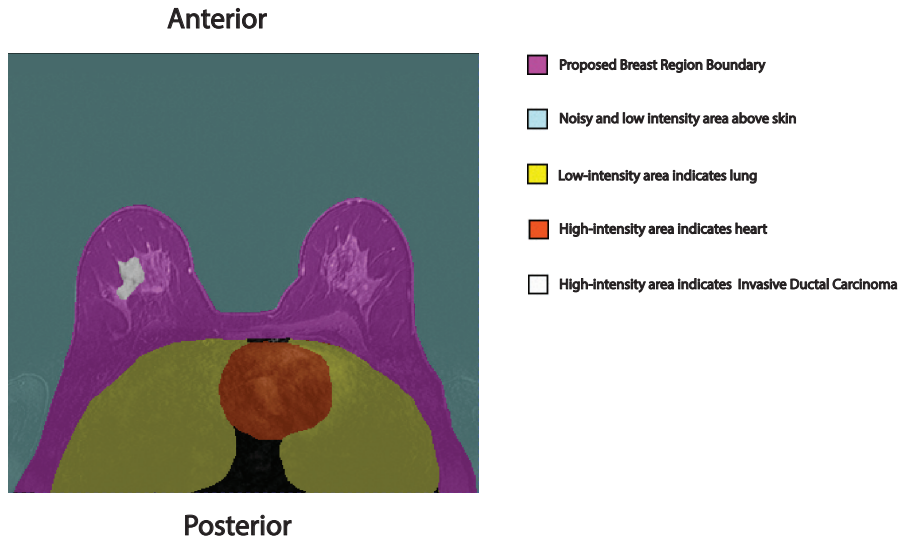 Anterior
Proposed Breast Region Boundary
Noisy and low intensity area above skin
Low-intensity area indicates lung
High-intensity area indicates heart
High-intensity area indicates Invasive Ductal Carcinoma
Posterior